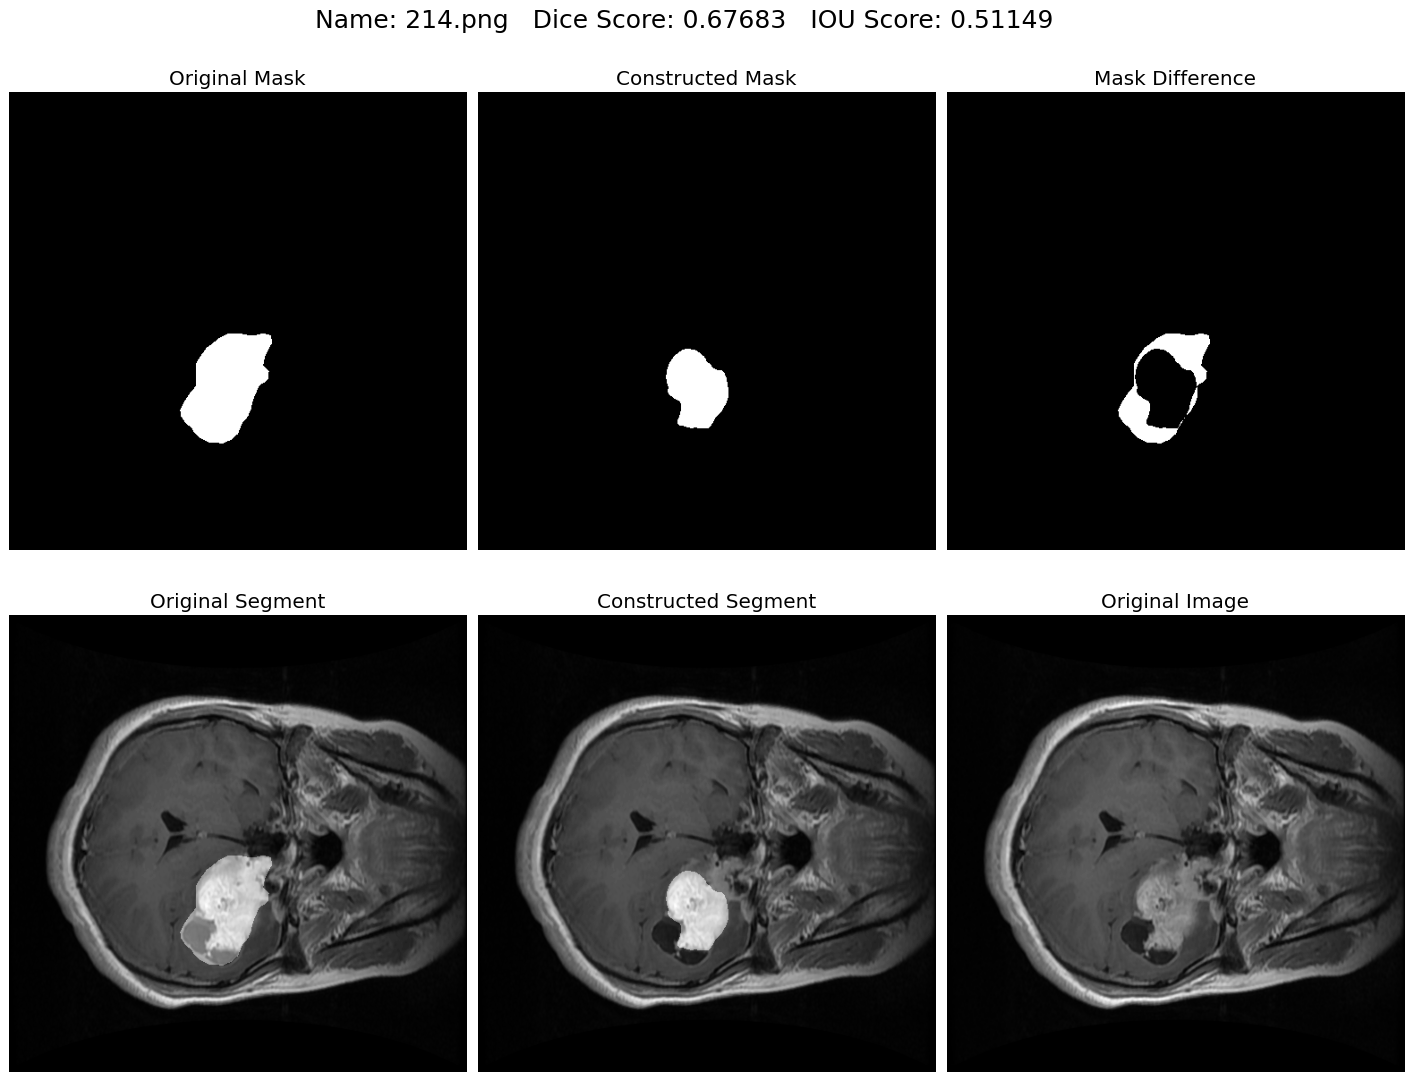 Name: 214.png   Dice Score: 0.67683   IOU Score: 0.51149
Original Mask
Constructed Mask
Mask Difference
Original Segment
Constructed Segment
Original Image